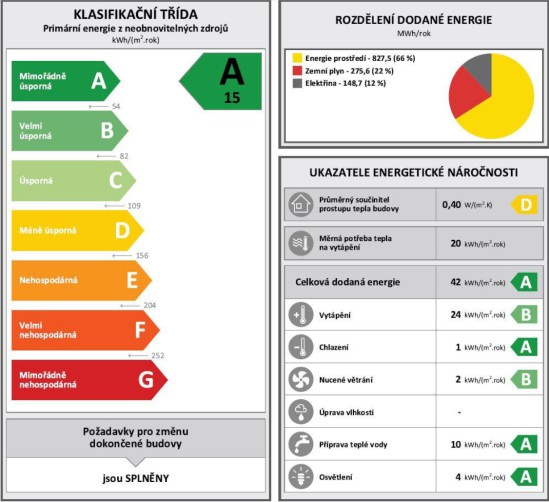 KLASIFIKAČNÍ TŘÍDA
Primární energie z neobnovitelných zdrojů
kWh/(m².rok)
Mimořádně
úsporná
A
A
15
54
Velmi
úsporná
B
82
Úsporná
C
109
Méně úsporná
D
156
Nehospodárná
E
204
Velmi
nehospodárná
F
252
Mimořádně
nehospodárná
G
Požadavky pro změnu
dokončené budovy
jsou SPLNĚNY
ROZDĚLENÍ DODANÉ ENERGIE
MWh/rok
Energie prostředí - 827,5 (66 %)
Zemní plyn - 275,6 (22 %)
Elektřina - 148,7 (12 %)
UKAZATELE ENERGETICKÉ NÁROČNOSTI
Průměrný součinitel
prostupu tepla budovy
0,40 W/(m².K) D
Měrná potřeba tepla
na vytápění
20 kWh/(m².rok)
Celková dodaná energie 42 kWh/(m².rok) A
Vytápění 24 kWh/(m².rok) B
Chlazení 1 kWh/(m².rok) A
Nucené větrání 2 kWh/(m².rok) B
Úprava vlhkosti -
Příprava teplé vody 10 kWh/(m².rok) A
Osvětlení 4 kWh/(m².rok) A